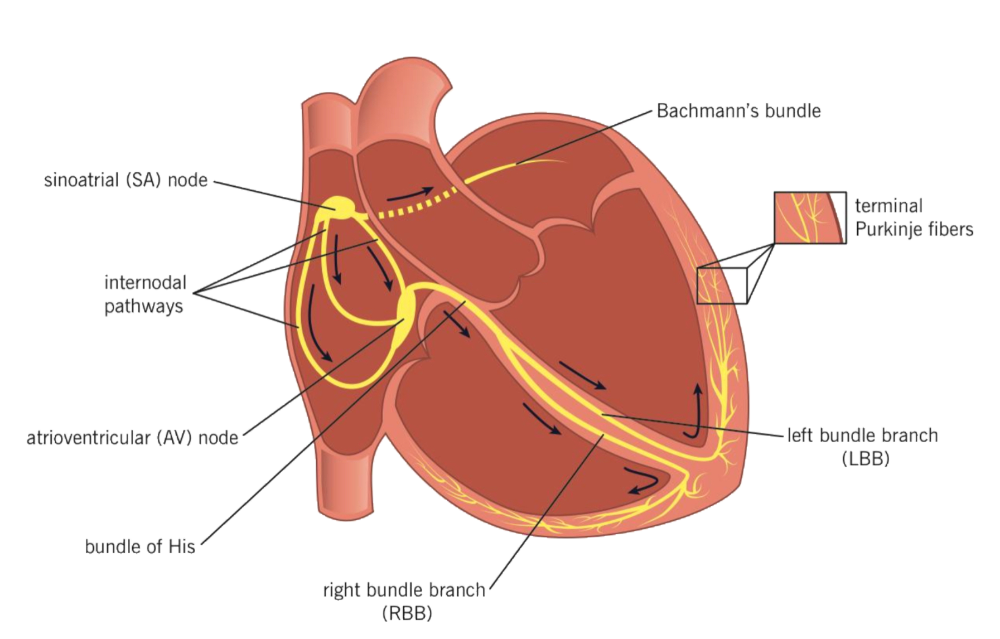 Bachmann's bundle
sinoatrial (SA) node
terminal
Purkinje fibers
internodal
pathways
atrioventricular (AV) node
left bundle branch
(LBB)
bundle of His
right bundle branch
(RBB)